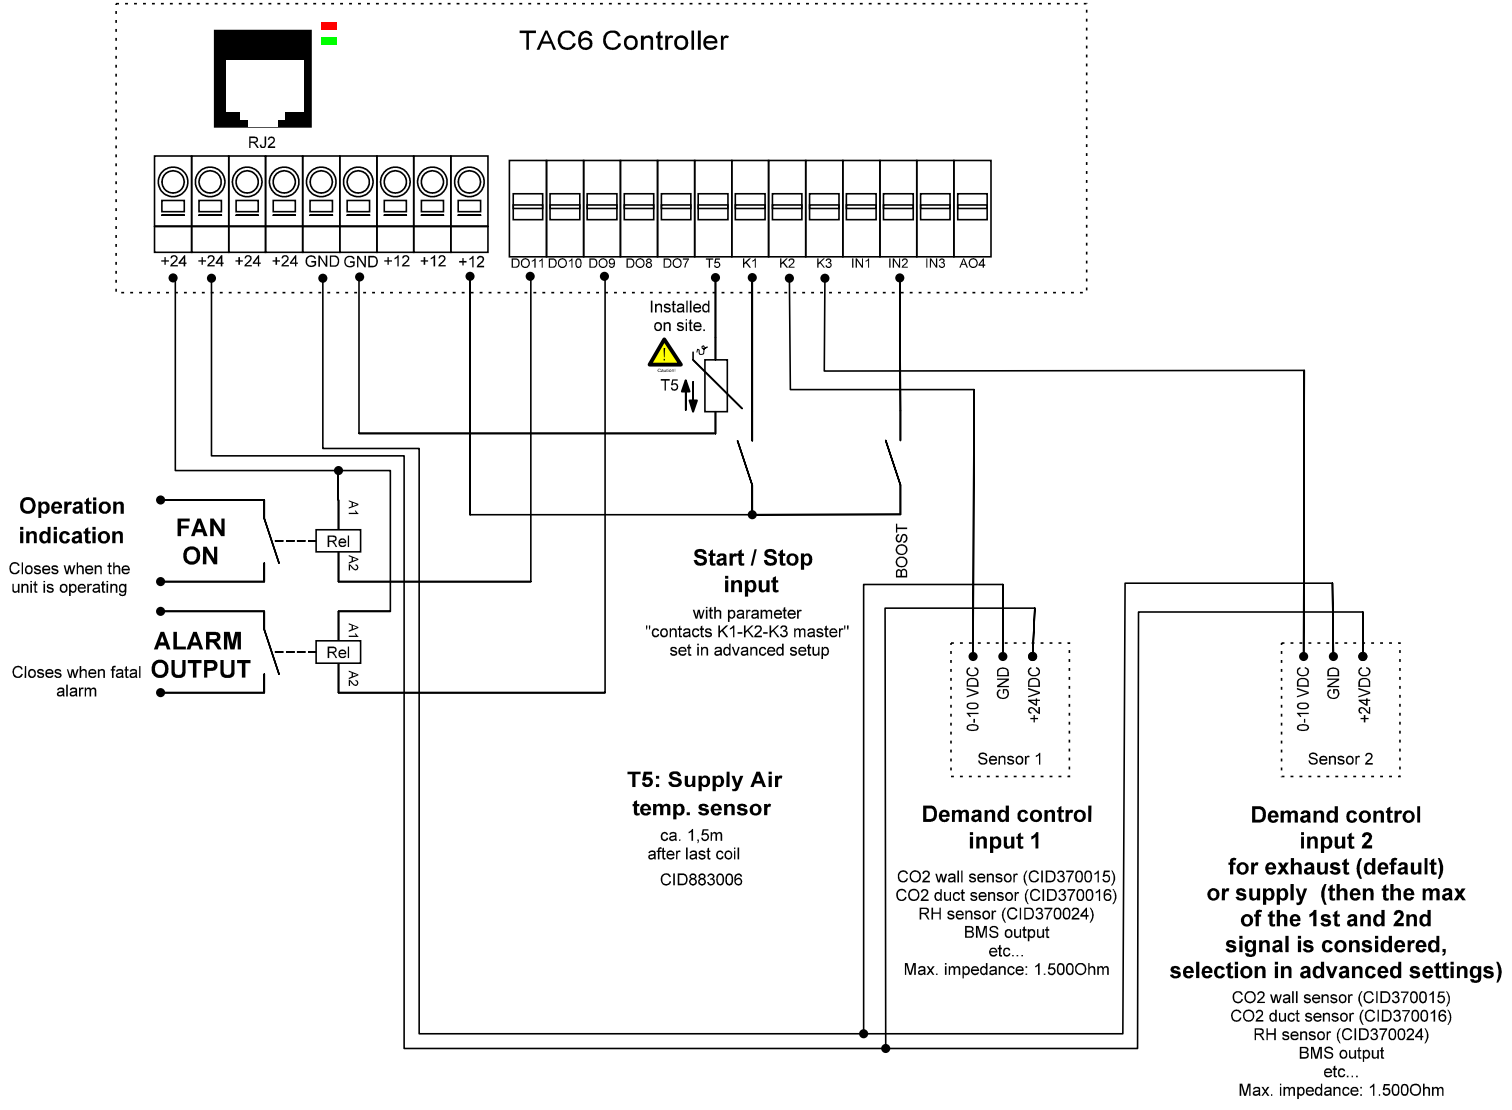 TAC6 Controller
RJ2
+24
+24
+24
+24
GND
GND
+12
+12
+12
DO11
DO10
DO9
DO8
DO7
T5
K1
K2
K3
IN1
IN2
IN3
AO4
Installed
on site.
ϑ
!
Caution!
T5
Operation
indication
Closes when the
unit is operating
FAN
ON
A1
Rel
A2
ALARM
OUTPUT
Closes when fatal
alarm
A1
Rel
A2
Start / Stop
input
with parameter
"contacts K1-K2-K3 master"
set in advanced setup
BOOST
0-10 VDC
GND
+24VDC
Sensor 1
0-10 VDC
GND
+24VDC
Sensor 2
T5: Supply Air
temp. sensor
ca. 1,5m
after last coil
CID883006
Demand control
input 1
CO2 wall sensor (CID370015)
CO2 duct sensor (CID370016)
RH sensor (CID370024)
BMS output
etc...
Max. impedance: 1.500Ohm
Demand control
input 2
for exhaust (default)
or supply (then the max
of the 1st and 2nd
signal is considered,
selection in advanced settings)
CO2 wall sensor (CID370015)
CO2 duct sensor (CID370016)
RH sensor (CID370024)
BMS output
etc...
Max. impedance: 1.500Ohm